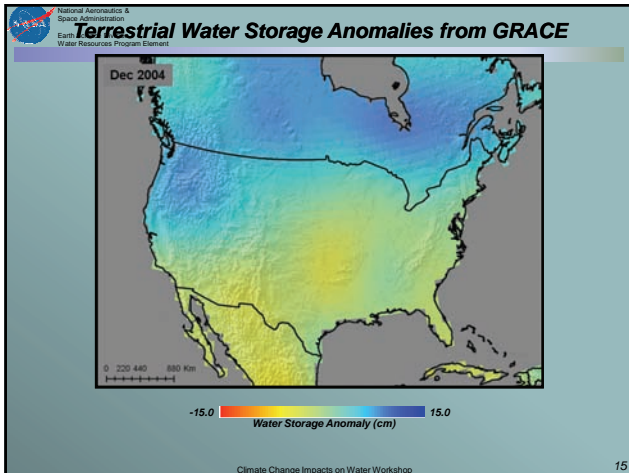 National Aeronautics &
Space Administration
Terrestrial Water Storage Anomalies from GRACE
Earth
Water Resources Program Element
Dec 2004
0 220 440 880 Km
-15.0 15.0
Water Storage Anomaly (cm)
Climate Change Impacts on Water Workshop 15